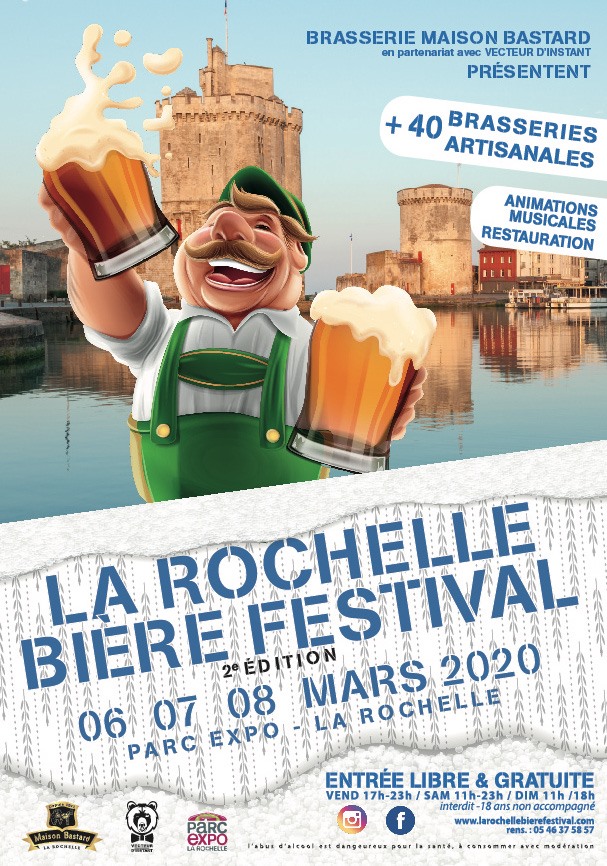 BRASSERIE MAISON BASTARD
en partenariat avec VECTEUR D'INSTANT
PRÉSENTENT
+ 40 BRASSERIES
ARTISANALES
ANIMATIONS
MUSICALES
RESTAURATION
LA ROCHELLE
BIÈRE FESTIVAL
2e ÉDITION
06 07 08 MARS 2020
PARC EXPO - LA ROCHELLE
ENTRÉE LIBRE & GRATUITE
VEND 17h-23h / SAM 11h-23h / DIM 11h /18h
interdit -18 ans non accompagné
www.larochellebierefestival.com
rens. : 05 46 37 58 57
Maison Bastard
LA ROCHELLE
VECTEUR
D'INSTANT
PARC
EXPO
LA ROCHELLE
l'abus d'alcool est dangereux pour la santé, à consommer avec modération